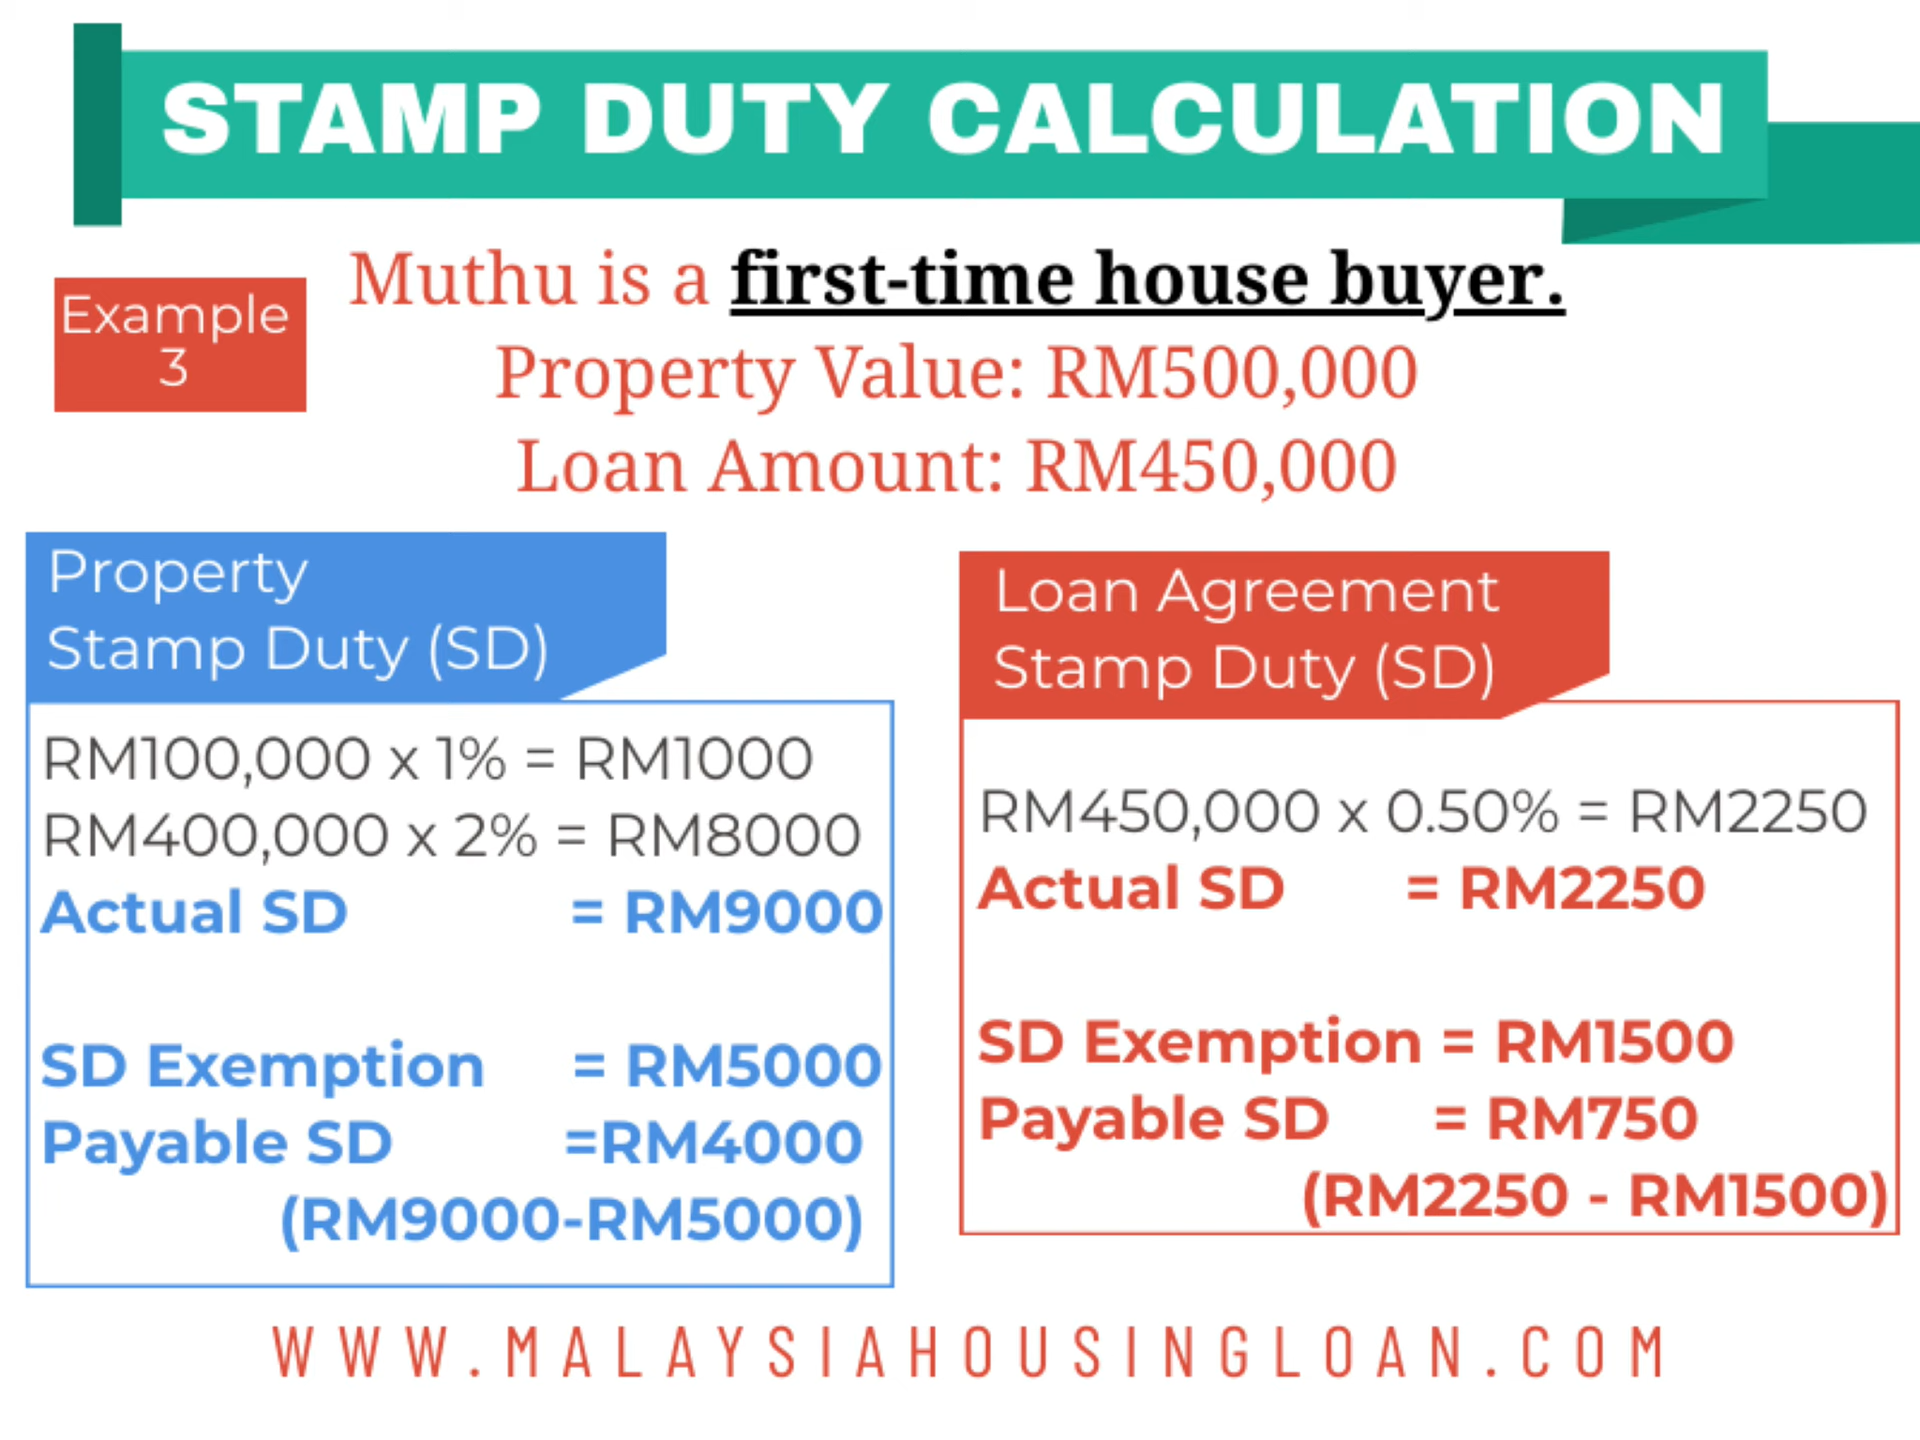 STAMP DUTY CALCULATION
Example
3
Muthu is a first-time house buyer.
Property Value: RM500,000
Loan Amount: RM450,000
Property
Stamp Duty (SD)
RM100,000 x 1% = RM1000
RM400,000 x 2% = RM8000
Actual SD = RM9000
SD Exemption = RM5000
Payable SD =RM4000
(RM9000-RM5000)
Loan Agreement
Stamp Duty (SD)
RM450,000 x 0.50% = RM2250
Actual SD = RM2250
SD Exemption = RM1500
Payable SD = RM750
(RM2250 - RM1500)
WWW.MALAYSIAHOUSINGLOAN.COM